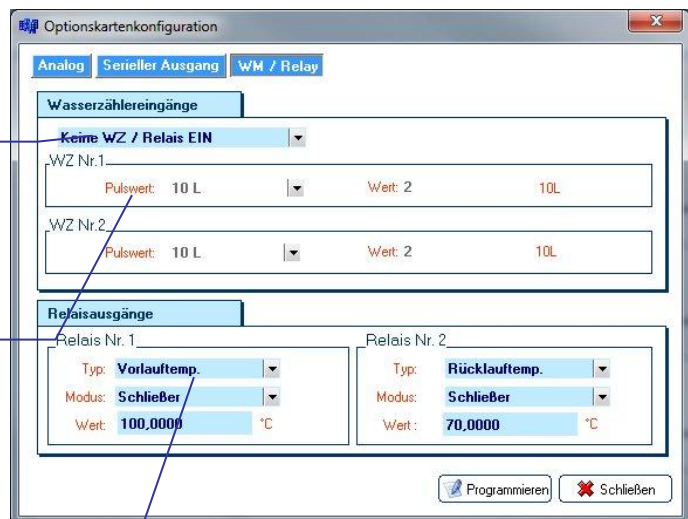 Optionskartenkonfiguration
Analog Serieller Ausgang WM / Relay
Wasserzählereingänge
Keine WZ / Relais EIN
WZ Nr.1
Pulswert: 10 L Wert: 2 10L
WZ Nr.2
Pulswert: 10 L Wert: 2 10L
Relaisausgänge
Relais Nr. 1 Relais Nr. 2
Typ: Vorlauftemp. Typ: Rücklauftemp.
Modus: Schließer Modus: Schließer
Wert: 100,0000 °C Wert : 70,0000 °C
Programmieren Schließen